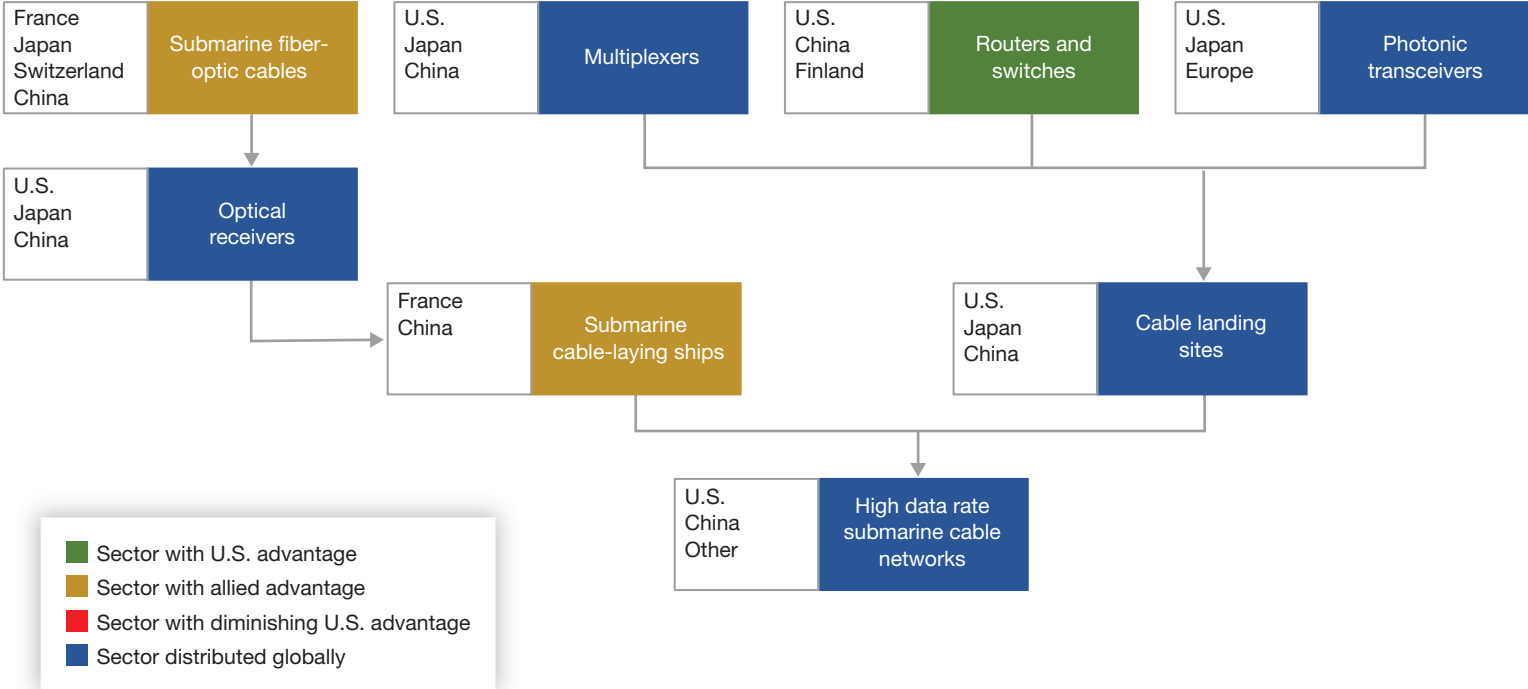 France
Japan
Switzerland
China
Submarine fiber-
optic cables
U.S.
Japan
China
Multiplexers
U.S.
China
Finland
Routers and
switches
U.S.
Japan
Europe
Photonic
transceivers
U.S.
Japan
China
Optical
receivers
France
China
Submarine
cable-laying ships
U.S.
Japan
China
Cable landing
sites
U.S.
China
Other
High data rate
submarine cable
networks
Sector with U.S. advantage
Sector with allied advantage
Sector with diminishing U.S. advantage
Sector distributed globally